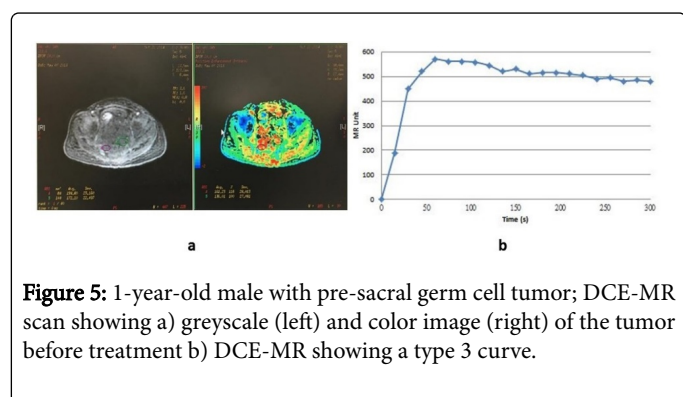 [R]
[L]
[R]
[L]
a
600
500
400
300
200
100
0
MR Unit
0
50
100
150
200
250
300
Time (s)
b
Figure 5: 1-year-old male with pre-sacral germ cell tumor; DCE-MR
scan showing a) greyscale (left) and color image (right) of the tumor
before treatment b) DCE-MR showing a type 3 curve.